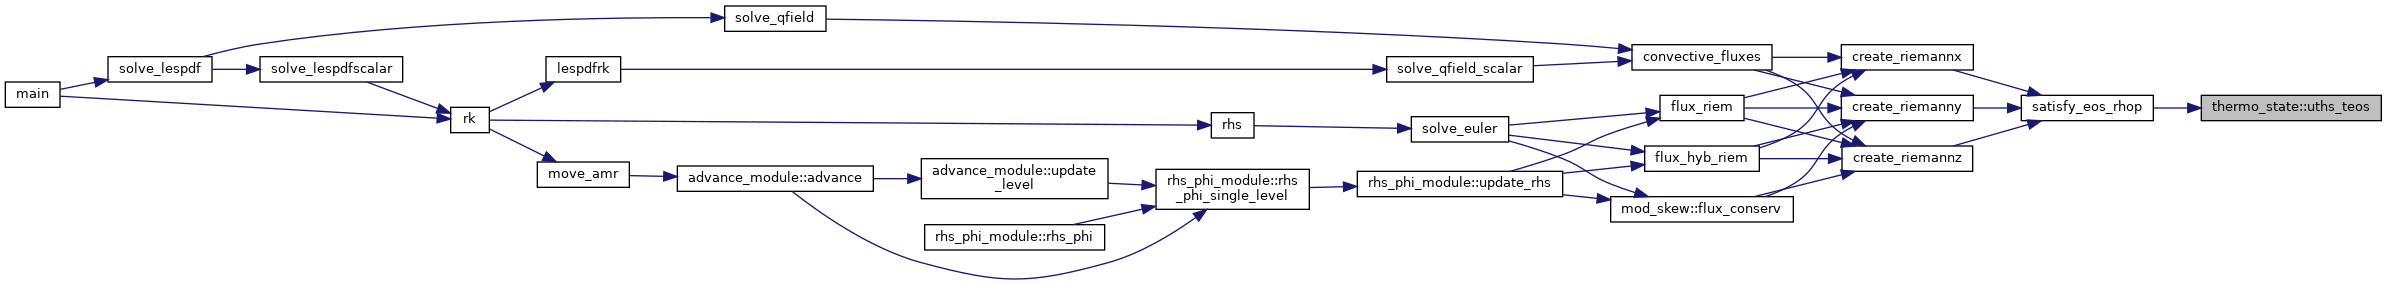 main
solve_lespdf
solve_lespdfscalar
rk
lespdfrk
move_amr
solve_qfield
advance_module::advance
advance_module::update
_level
rhs_phi_module::rhs_phi
rhs_phi_module::rhs
_phi_single_level
rhs
solve_qfield_scalar
solve_euler
rhs_phi_module::update_rhs
convective_fluxes
flux_riem
flux_hyb_riem
mod_skew::flux_conserv
create_riemannx
create_riemanny
create_riemannz
satisfy_eos_rhop
thermo_state::uths_teos